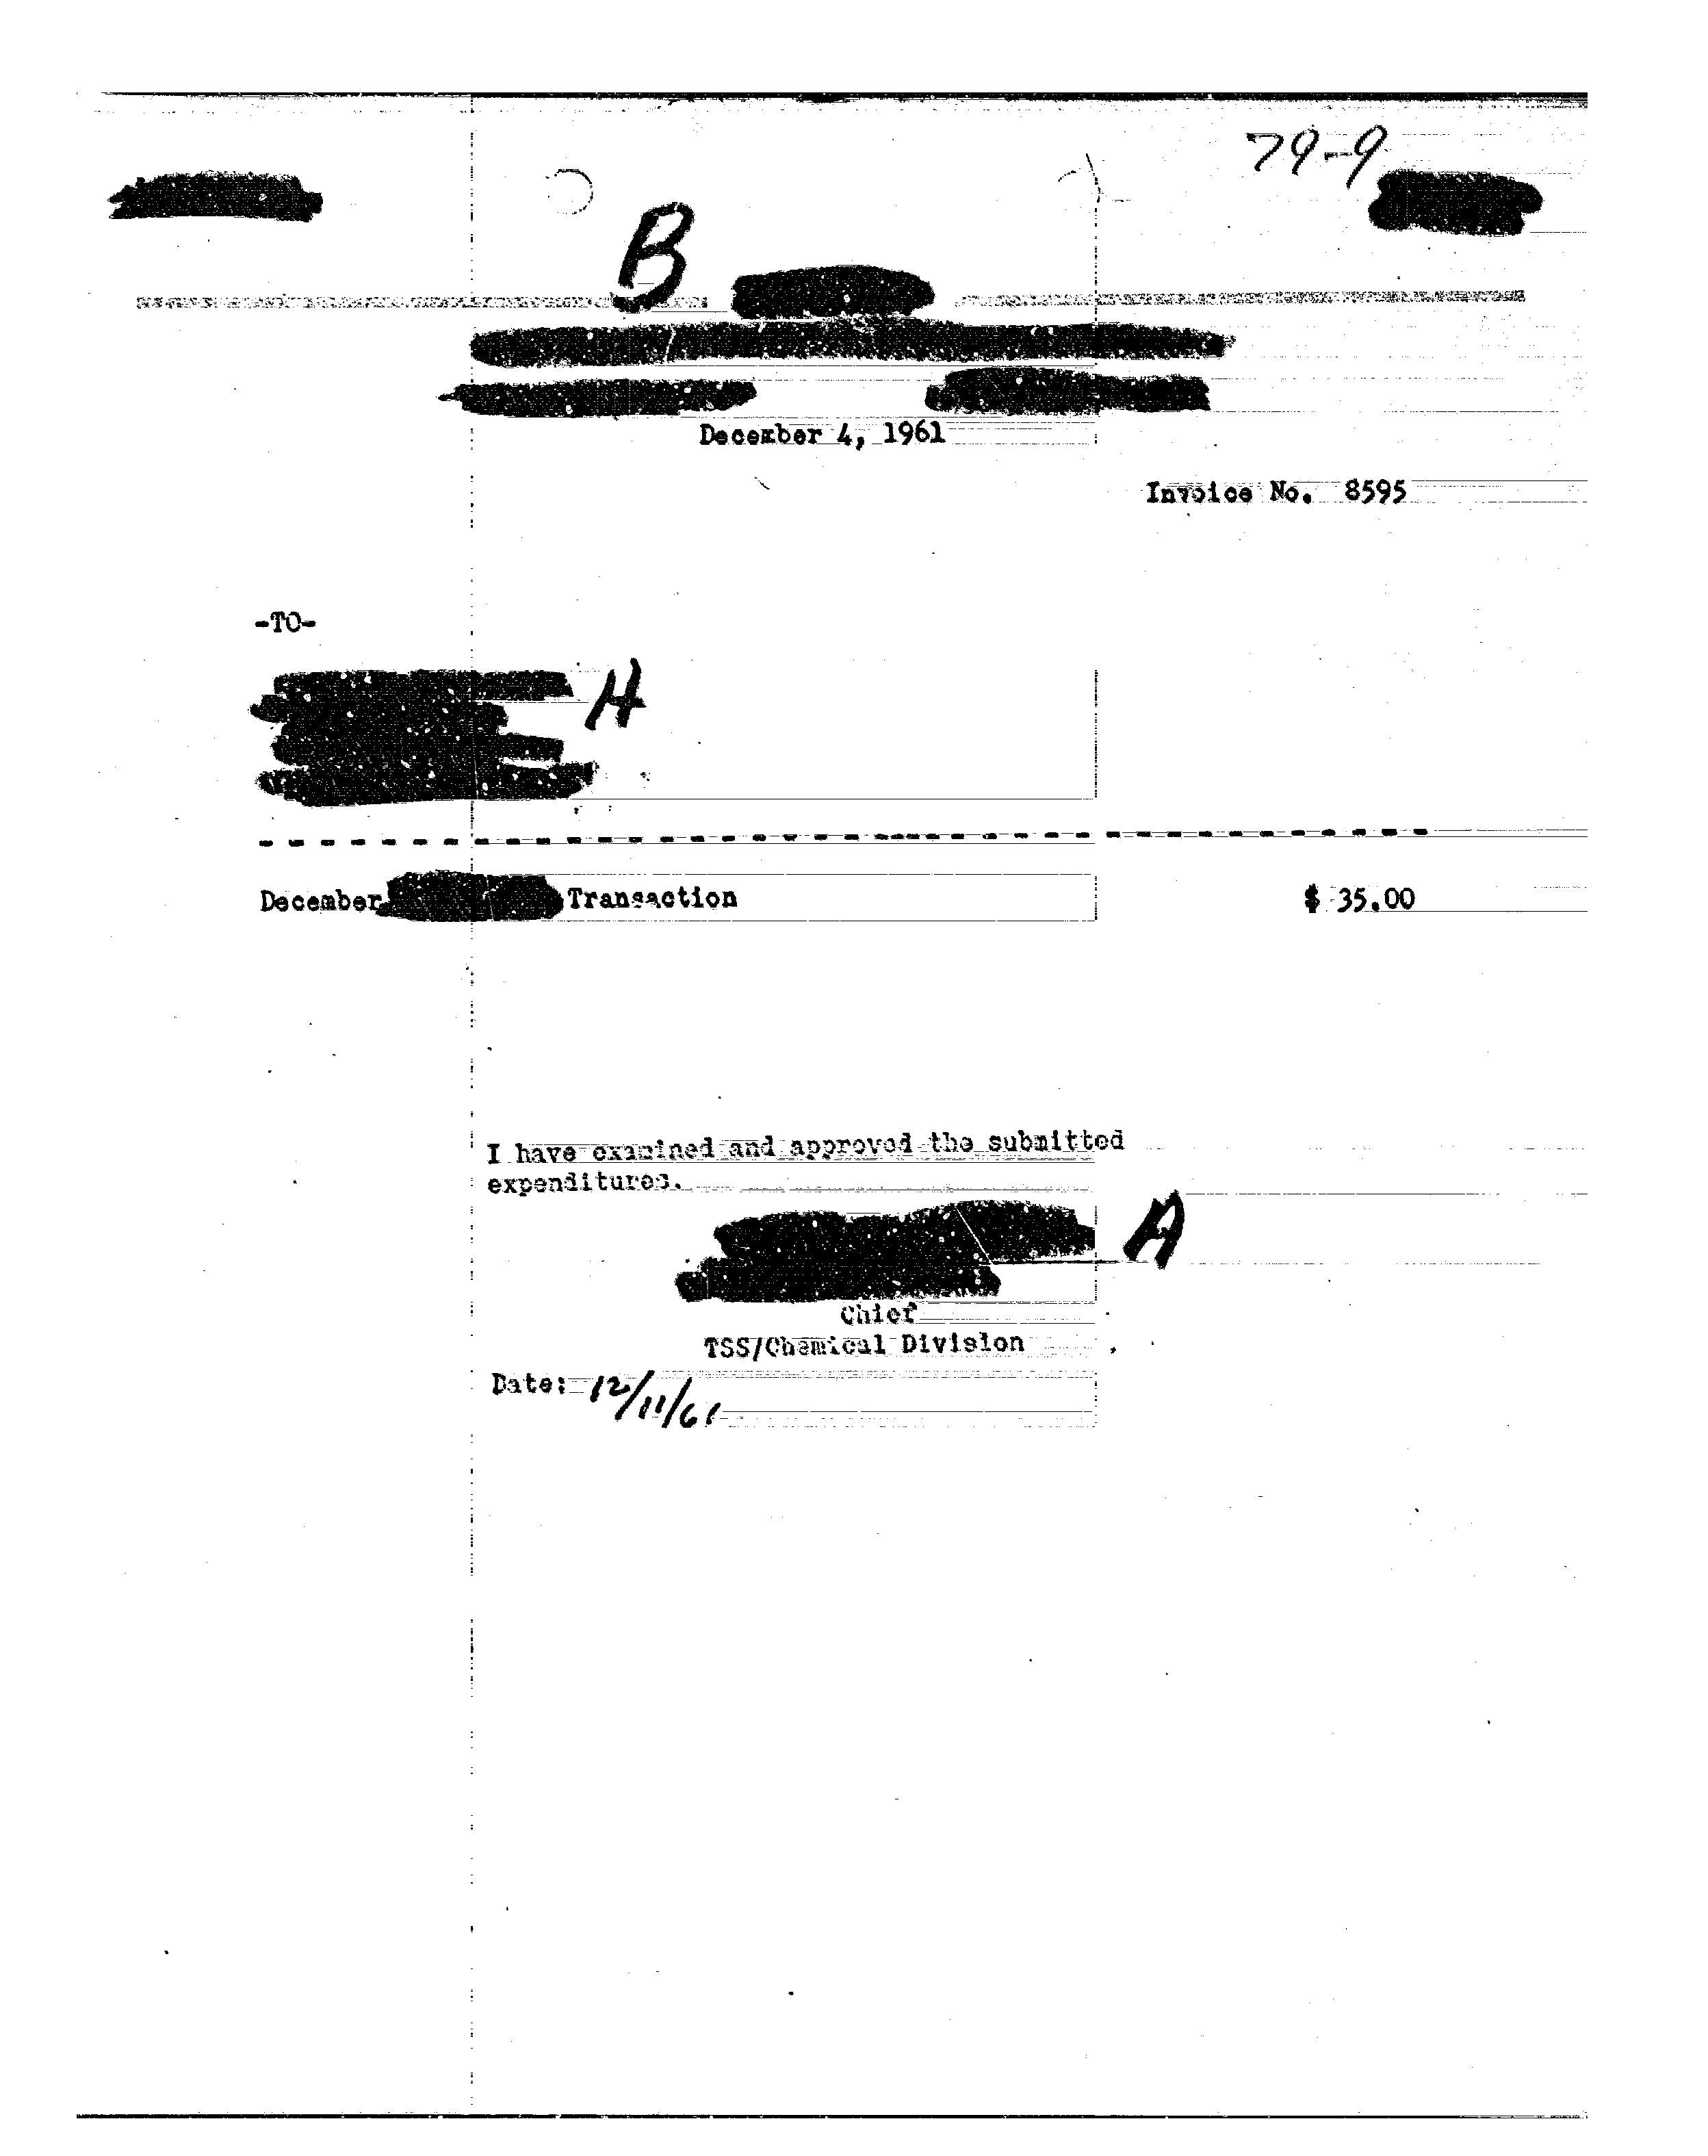 79-9
B
December 4, 1961
Invoice No. 8595
-TO-
H
December Transaction $ 35.00
I have examined and approved the submitted
expenditures.
A
Chief
TSS/Chemical Division
Date: 12/11/61